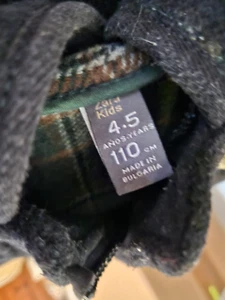 Zara
Kids
4-5
AÑOS-YEARS
110 CM
MADE IN
BULGARIA